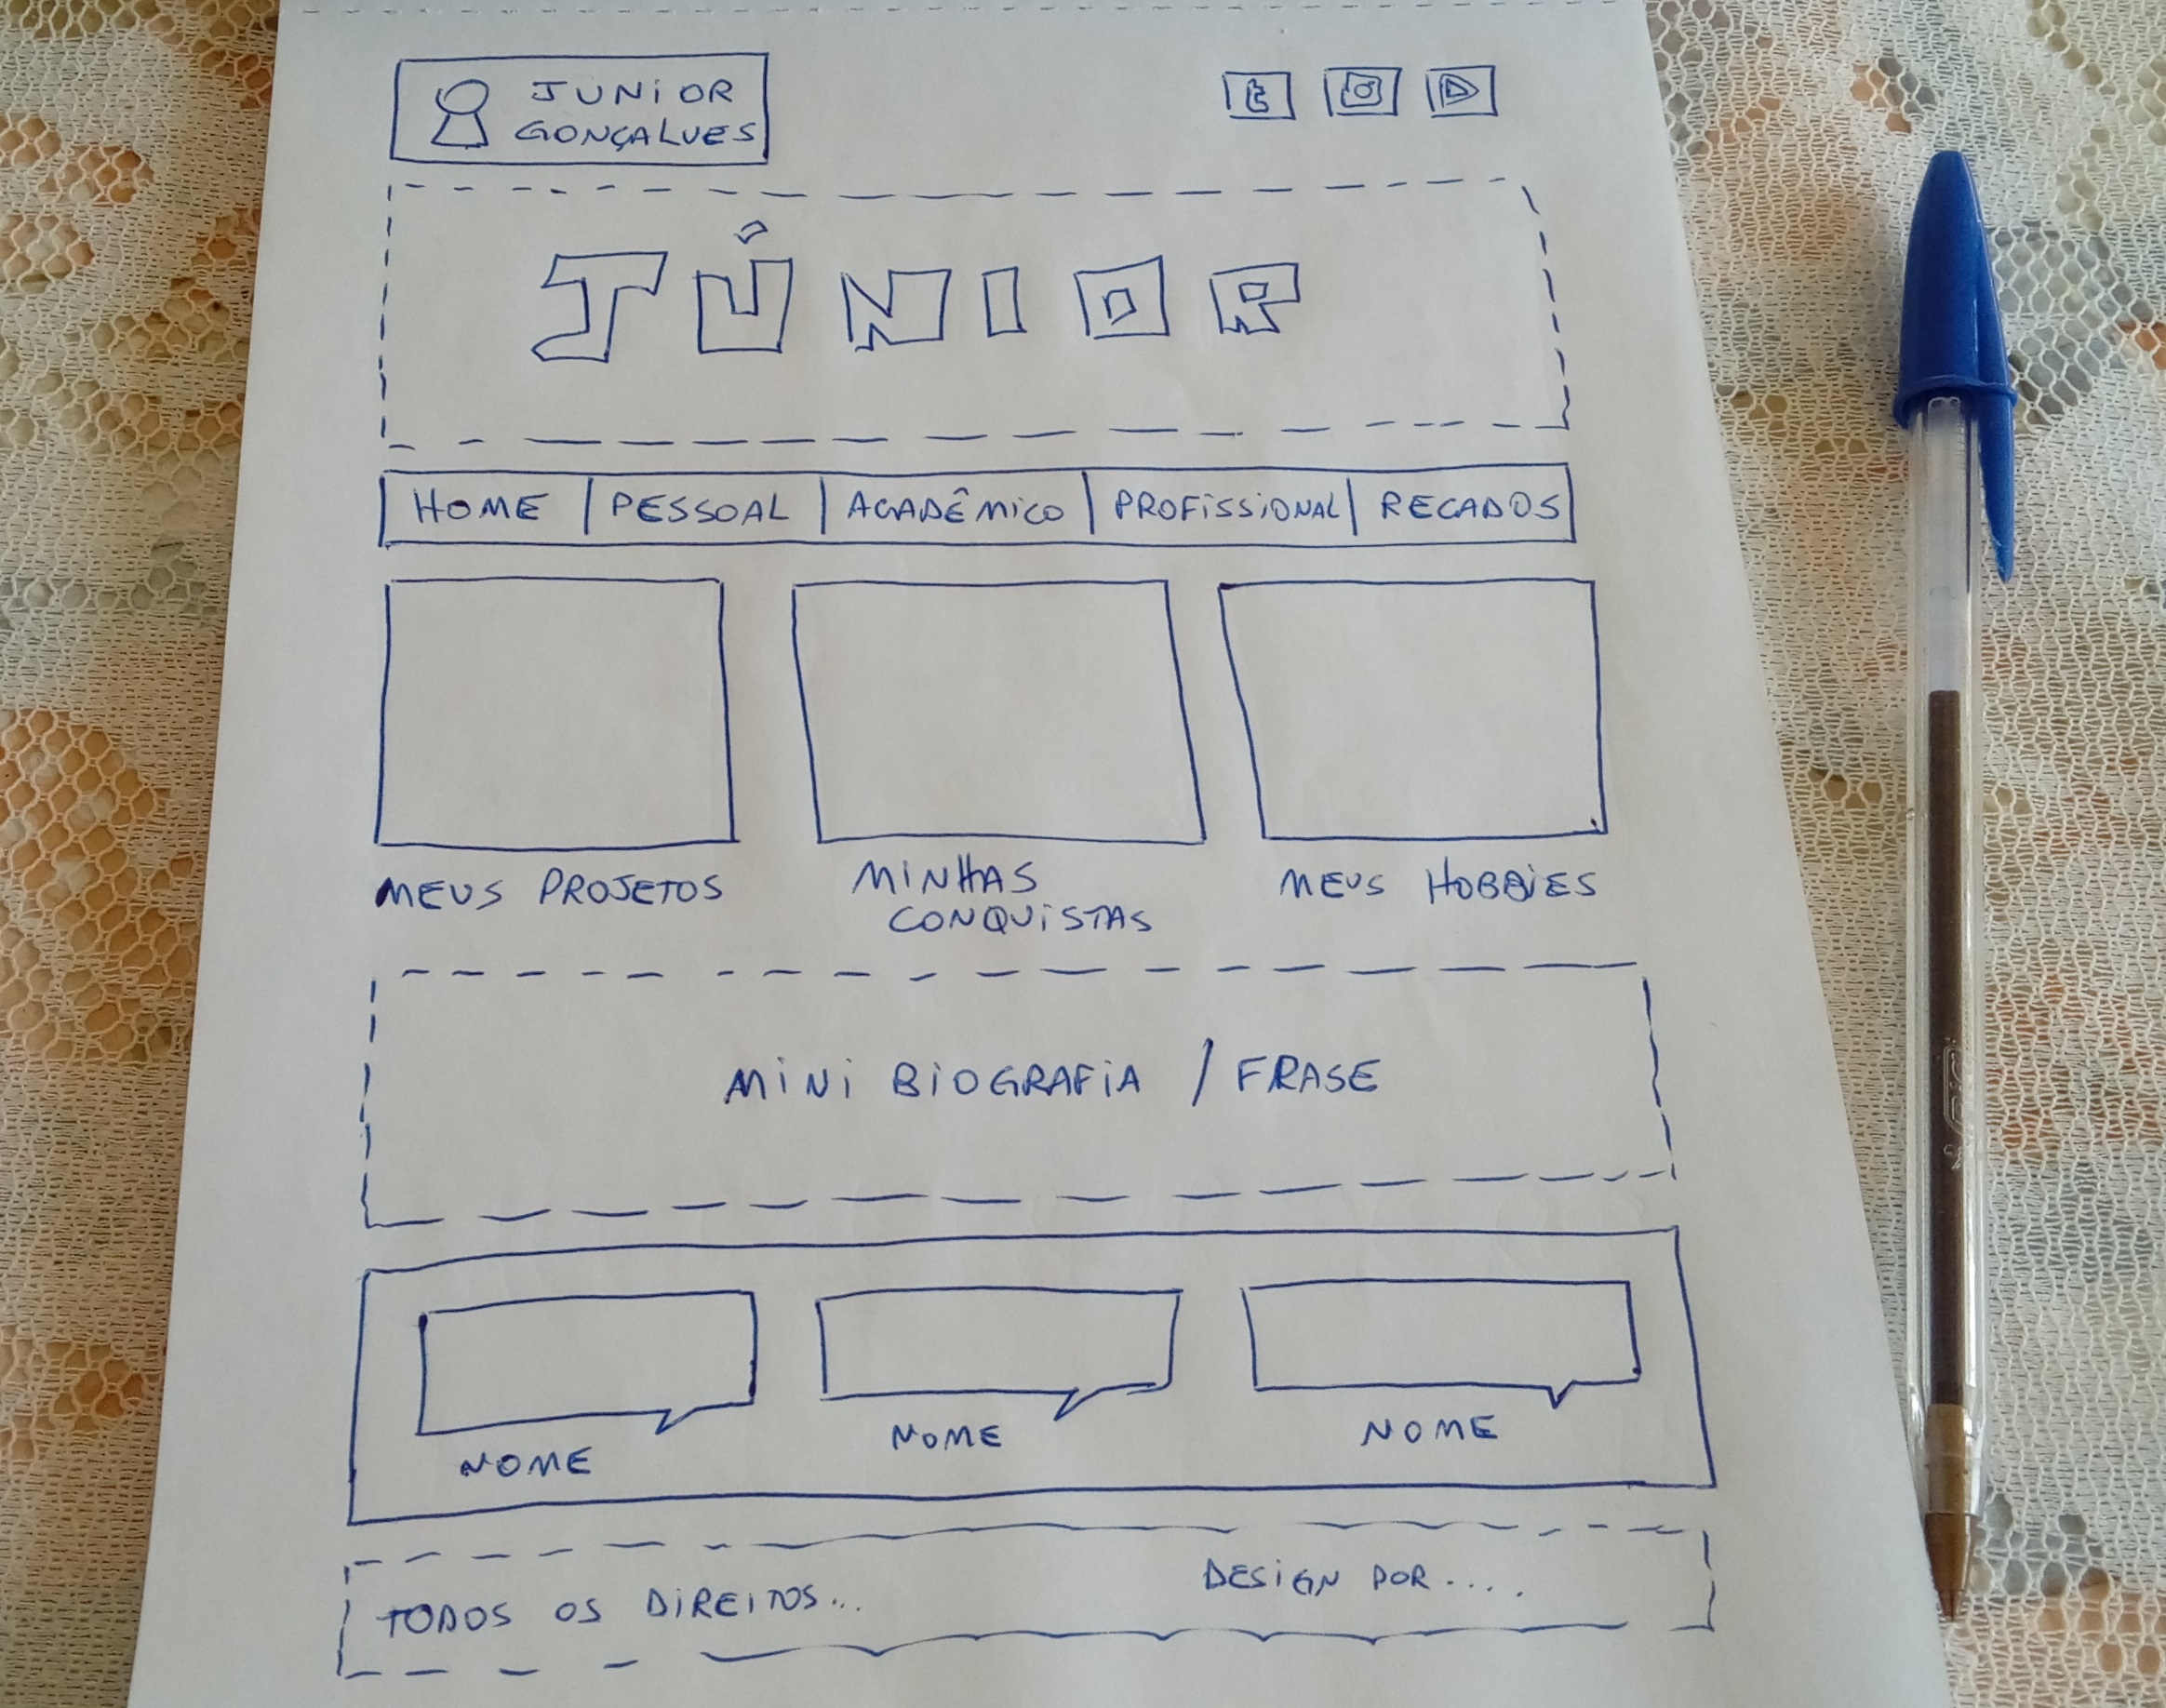 JUNIOR
GONÇALVES
t
JÚNIOR
HOME | PESSOAL | ACADÊMICO | PROFISSIONAL | RECADOS
MEUS PROJETOS
MINHAS
CONQUISTAS
MEUS HOBBIES
MINI BIOGRAFIA / FRASE
NOME
NOME
NOME
TODOS OS DIREITOS...
DESIGN POR.....
BIC